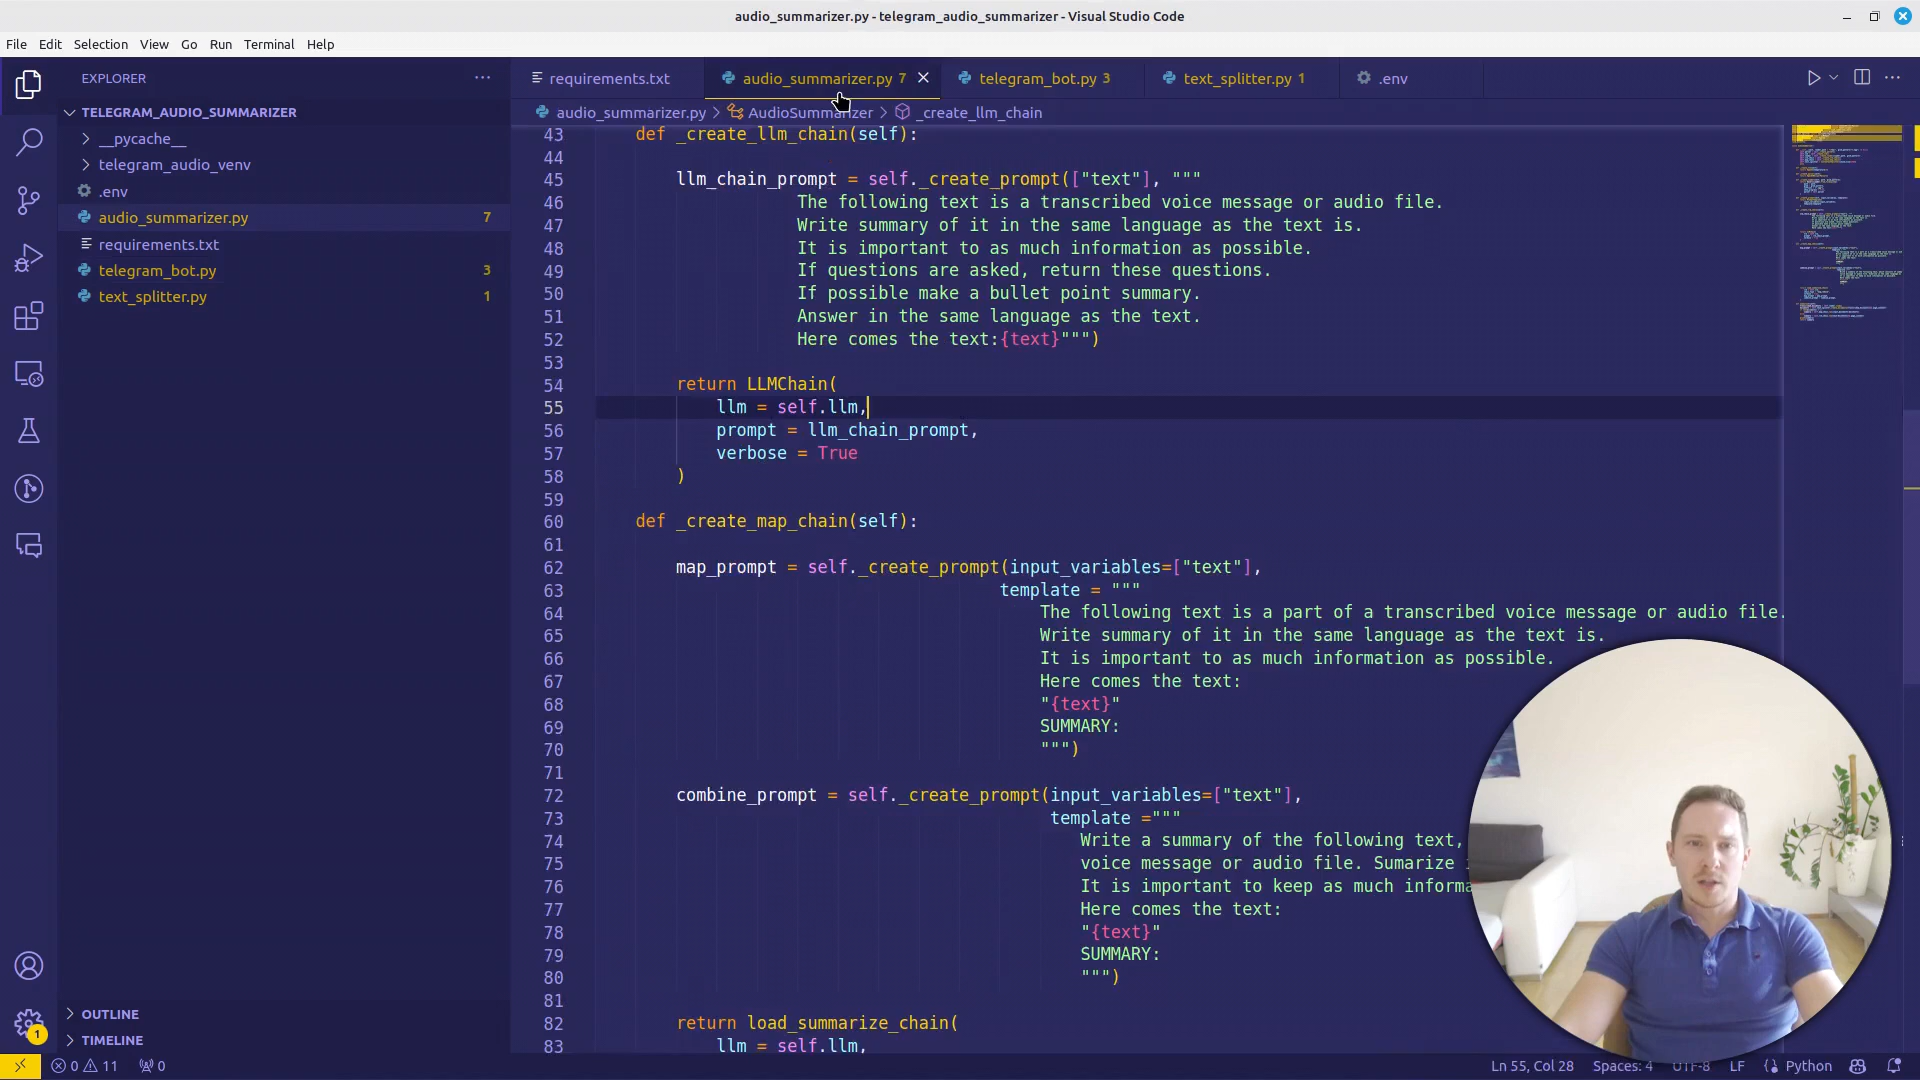 audio_summarizer.py - telegram_audio_summarizer - Visual Studio Code
File Edit Selection View Go Run Terminal Help
EXPLORER
requirements.txt
audio_summarizer.py 7
telegram_bot.py 3
text_splitter.py 1
.env
TELEGRAM_AUDIO_SUMMARIZER
__pycache__
telegram_audio_venv
.env
audio_summarizer.py 7
requirements.txt
telegram_bot.py 3
text_splitter.py 1
OUTLINE
TIMELINE
1
audio_summarizer.py > AudioSummarizer > _create_llm_chain
43 def _create_llm_chain(self):
44
45 llm_chain_prompt = self._create_prompt(["text"], """
46 The following text is a transcribed voice message or audio file.
47 Write summary of it in the same language as the text is.
48 It is important to as much information as possible.
49 If questions are asked, return these questions.
50 If possible make a bullet point summary.
51 Answer in the same language as the text.
52 Here comes the text:{text}""")
53
54 return LLMChain(
55 llm = self.llm,
56 prompt = llm_chain_prompt,
57 verbose = True
58 )
59
60 def _create_map_chain(self):
61
62 map_prompt = self._create_prompt(input_variables=["text"],
63 template = """
64 The following text is a part of a transcribed voice message or audio file.
65 Write summary of it in the same language as the text is.
66 It is important to as much information as possible.
67 Here comes the text:
68 "{text}"
69 SUMMARY:
70 """)
71
72 combine_prompt = self._create_prompt(input_variables=["text"],
73 template ="""
74 Write a summary of the following text,
75 voice message or audio file. Sumarize
76 It is important to keep as much
77 Here comes the text:
78 "{text}"
79 SUMMARY:
80 """)
81
82 return load_summarize_chain(
83 llm = self.llm,
0 11 0
Ln 55, Col 28 Spaces: 4 UTF-8 LF Python